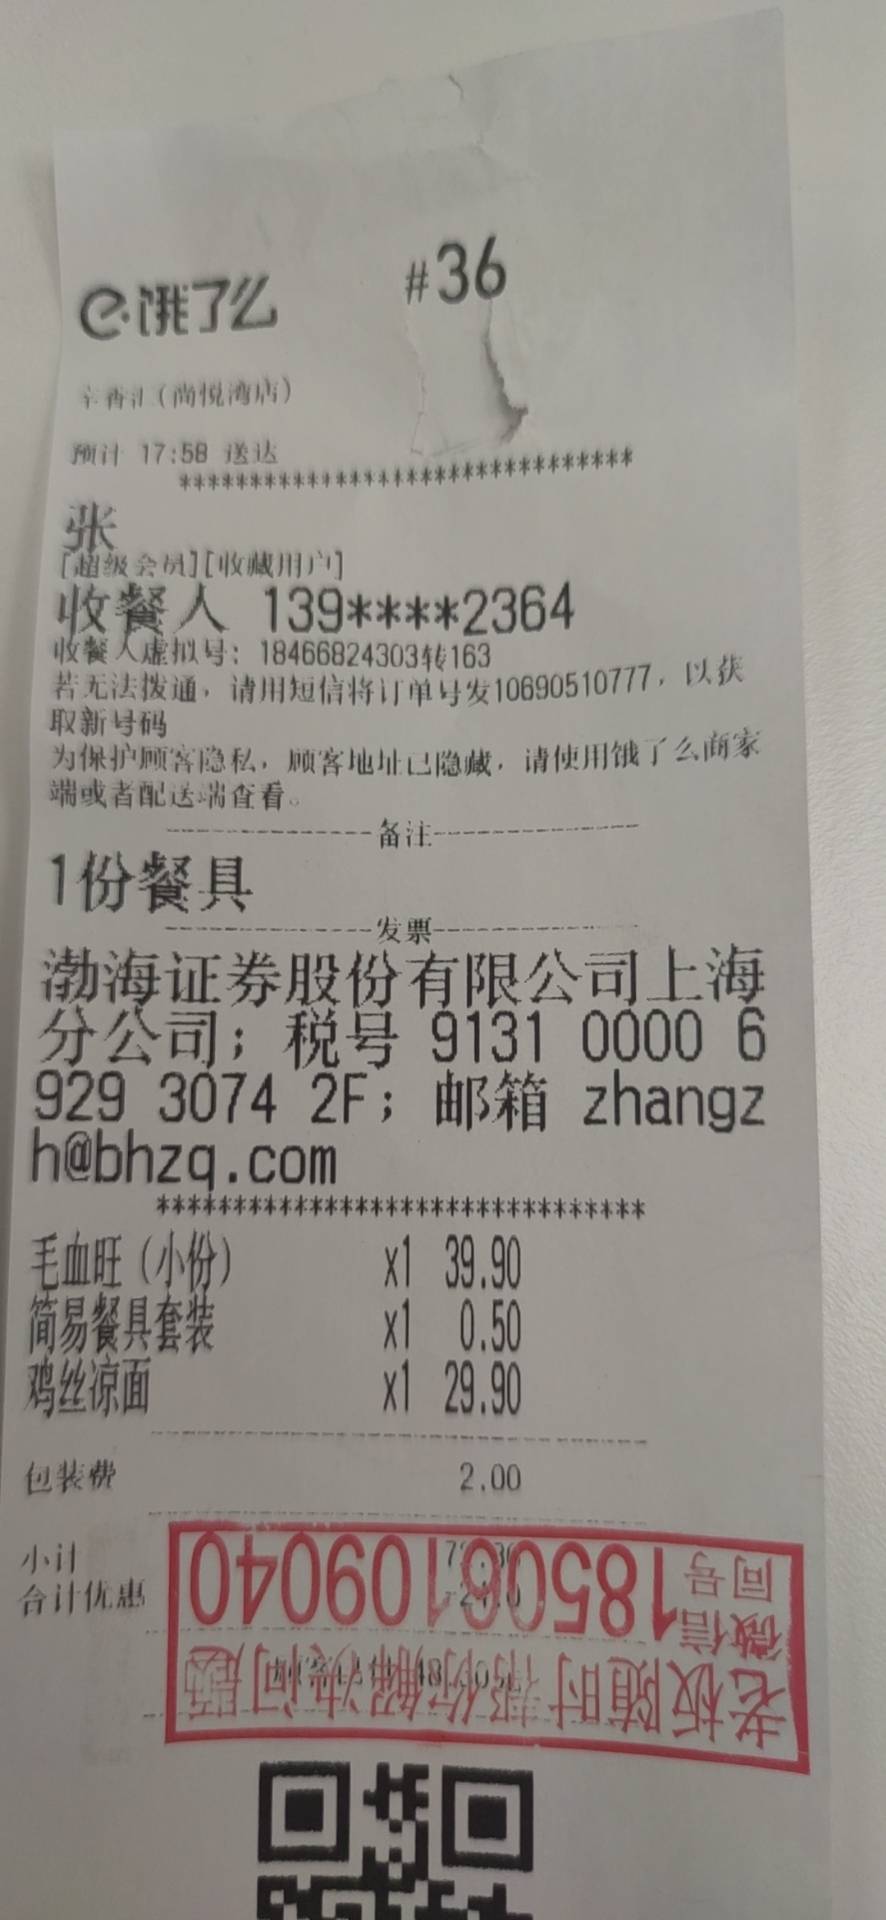 饿了么 #36
辛香汇(尚悦湾店)
预计 17:58 送达
********************************
张
[超级会员][收藏用户]
收餐人 139****2364
收餐人虚拟号: 18466824303转163
若无法拨通，请用短信将订单号发10690510777，以获
取新号码
为保护顾客隐私，顾客地址已隐藏，请使用饿了么商家
端或者配送端查看。
备注
1份餐具
发票
渤海证券股份有限公司上海
分公司；税号 9131 0000 6
929 3074 2F；邮箱 zhangz
h@bhzq.com
********************************
毛血旺(小份) x1 39.90
简易餐具套装 x1 0.50
鸡丝凉面 x1 29.90
包装费 2.00
小计
合计优惠
老板随时帮你解决问题
18506109040
微信同号